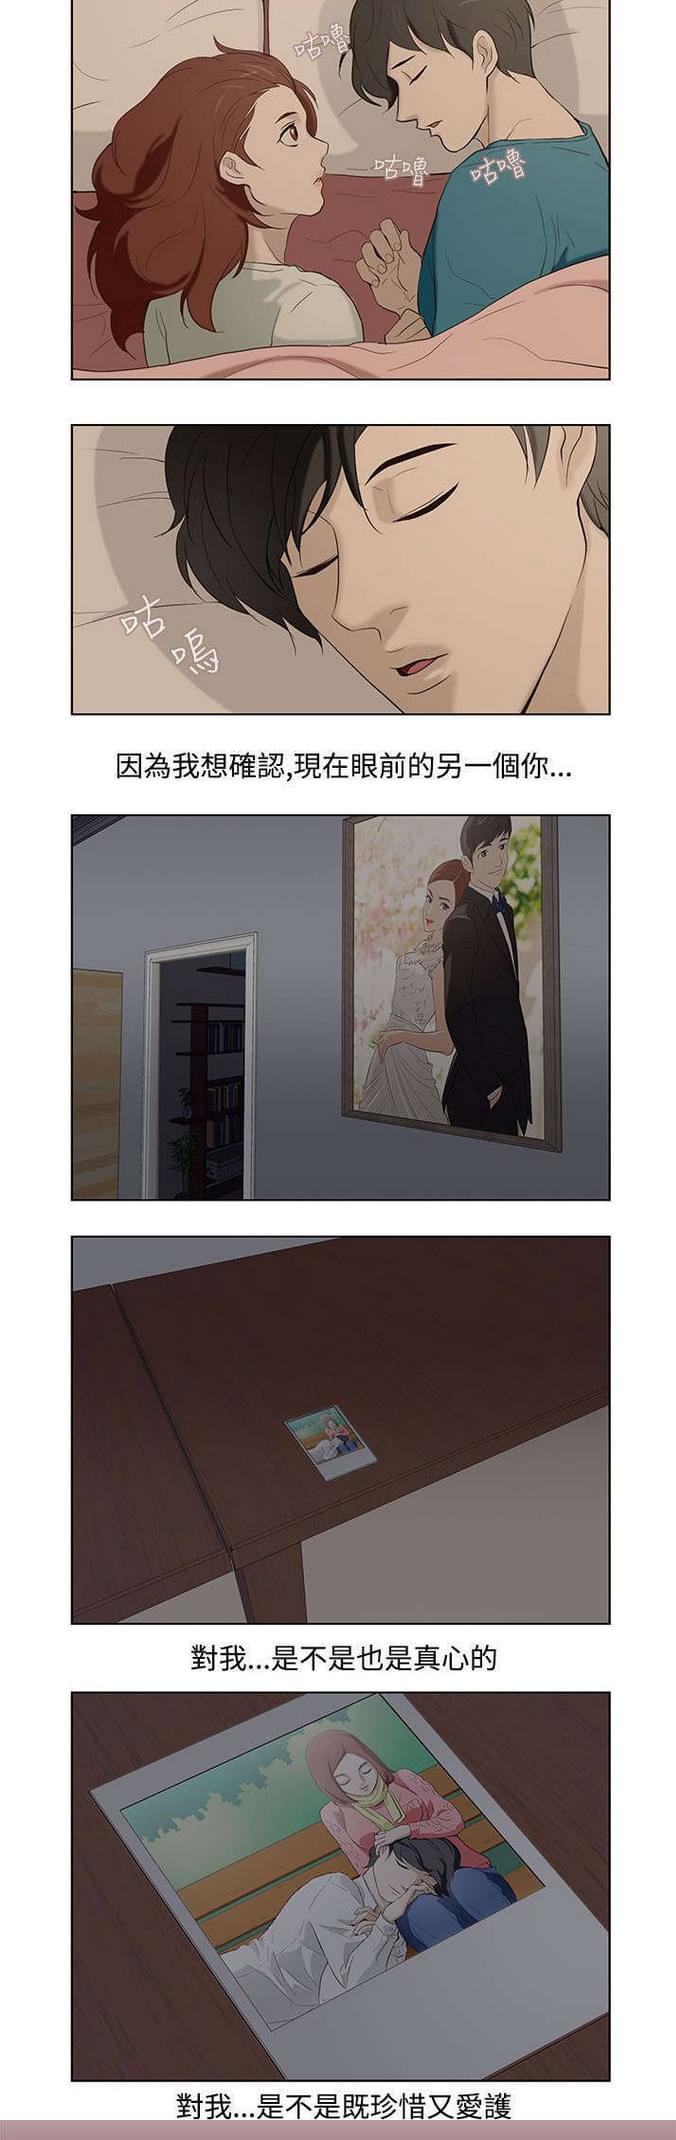 咕嚕
咕嚕
咕嚕
咕
嗚
因為我想確認,現在眼前的另一個你...
對我...是不是也是真心的
對我...是不是既珍惜又愛護